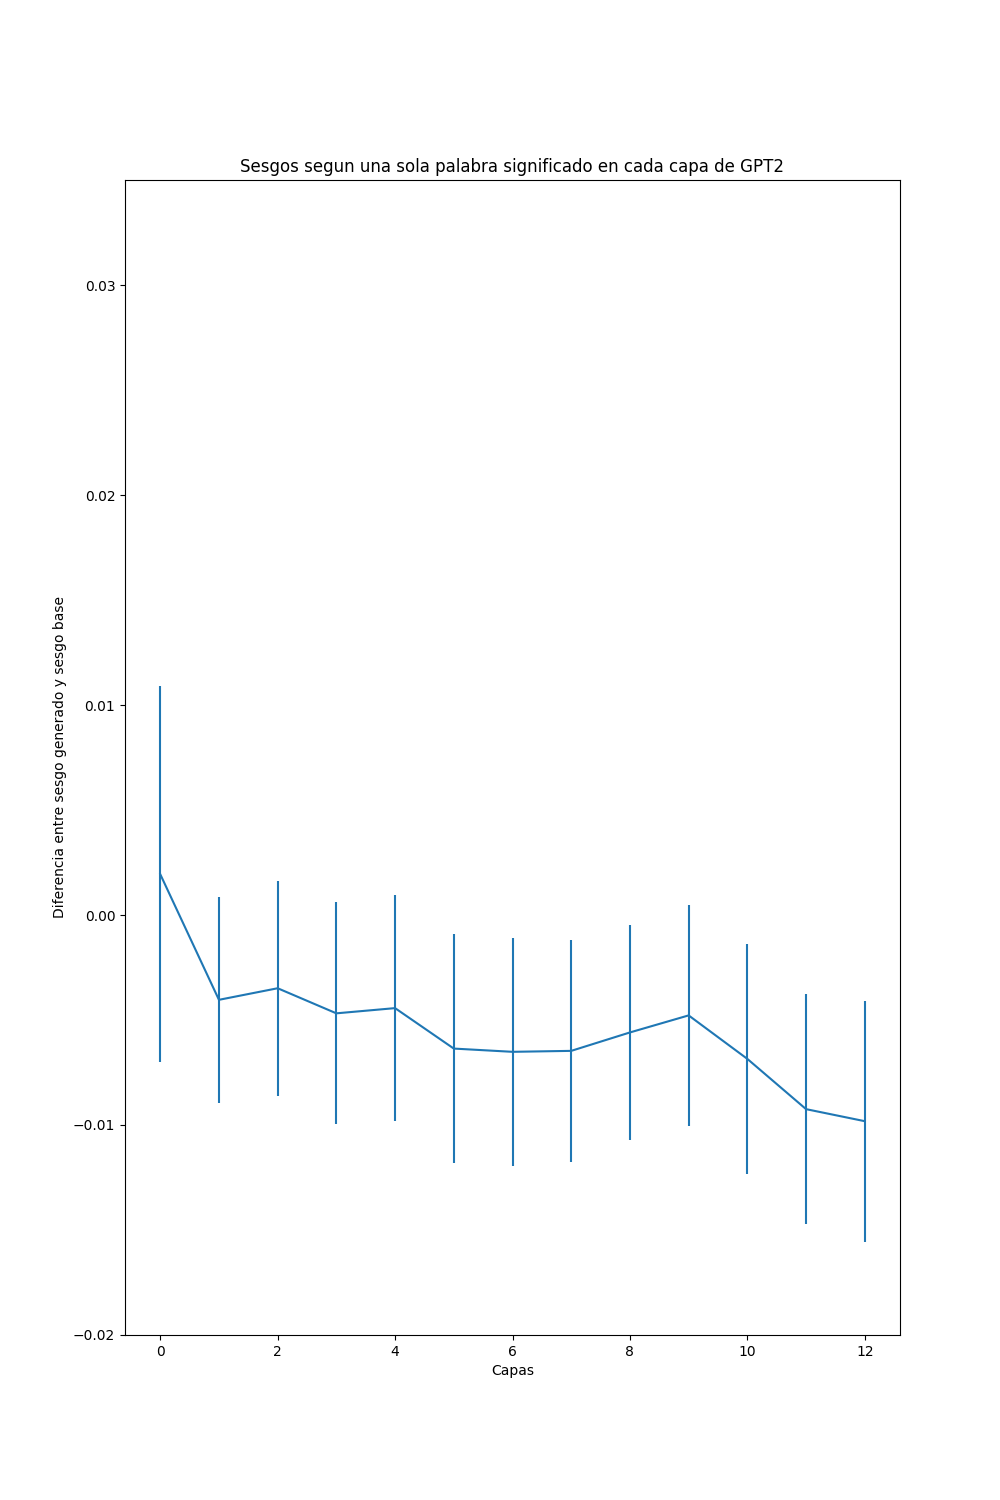 Sesgos segun una sola palabra significado en cada capa de GPT2
Diferencia entre sesgo generado y sesgo base
0.03
0.02
0.01
0.00
−0.01
−0.02
0 2 4 6 8 10 12
Capas